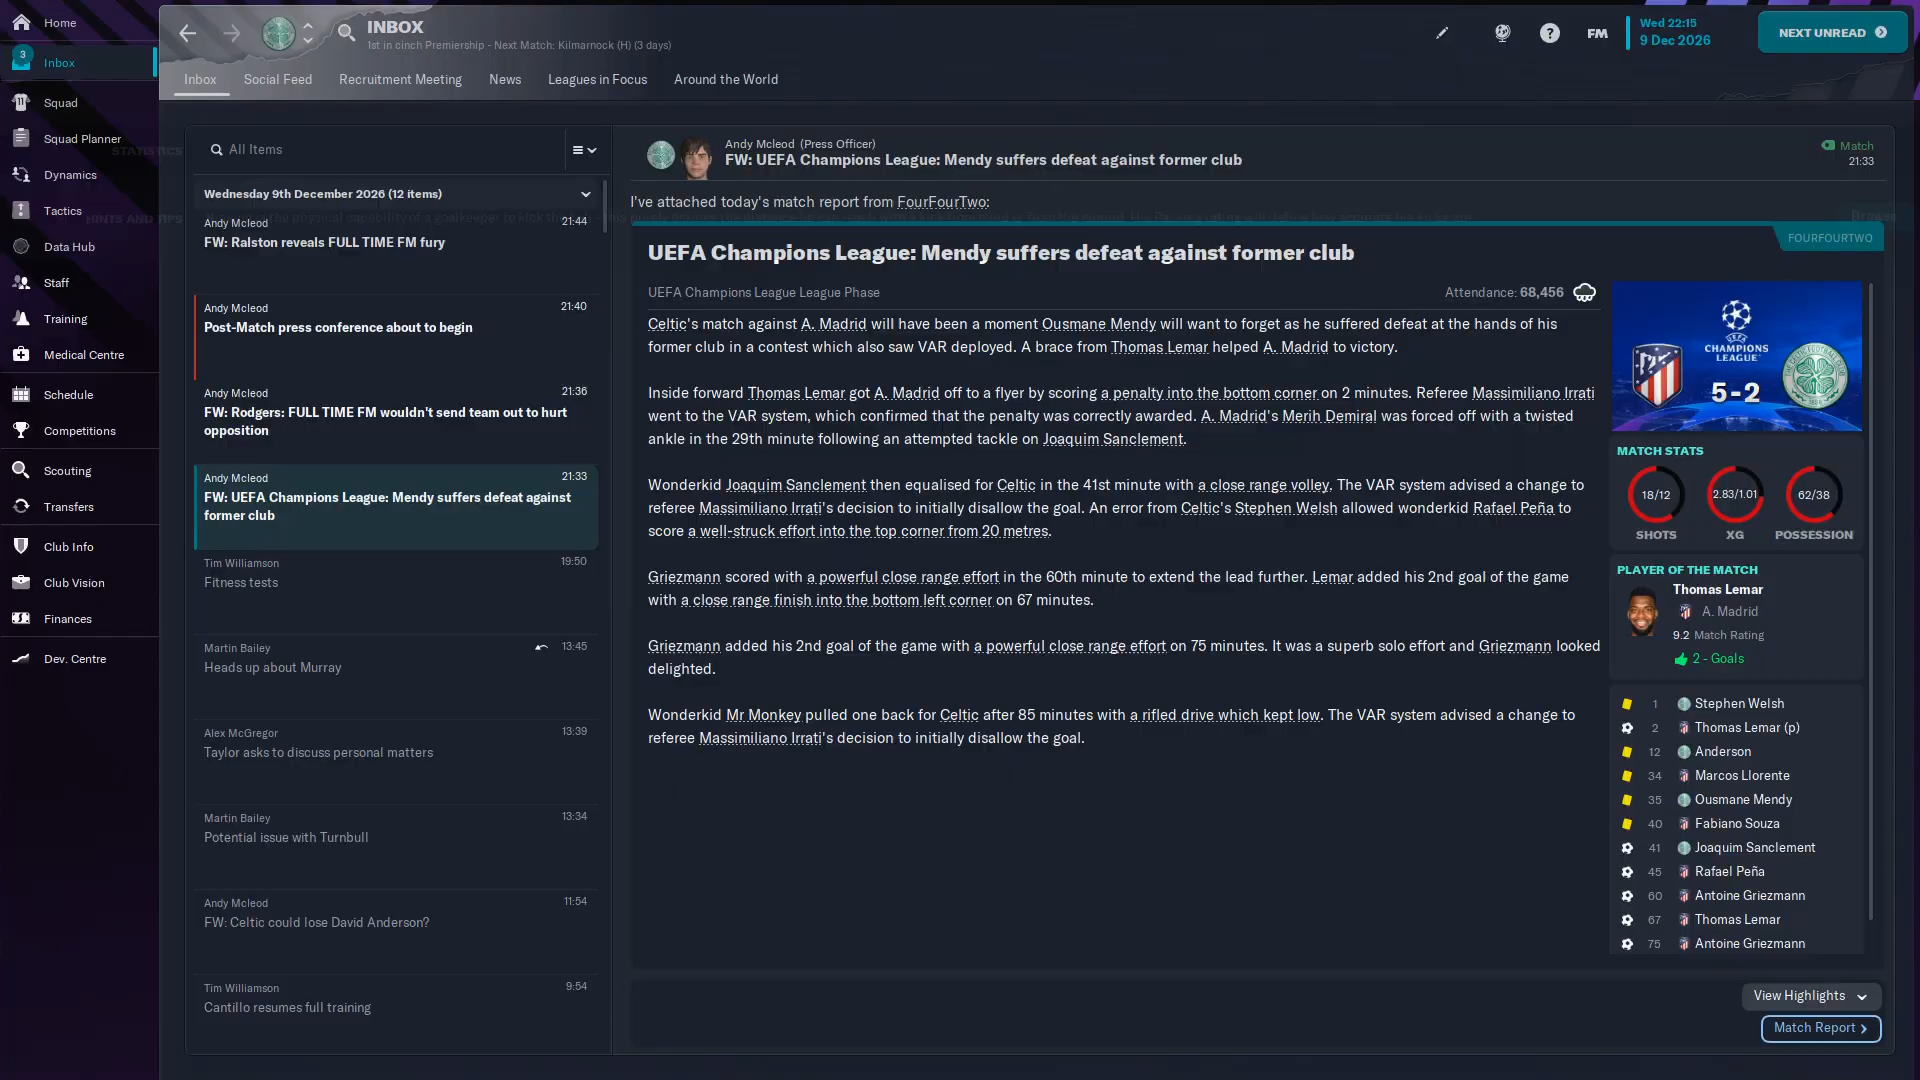 Home
3
Inbox
Squad
Squad Planner
Dynamics
Tactics
Data Hub
Staff
Training
Medical Centre
Schedule
Competitions
Scouting
Transfers
Club Info
Club Vision
Finances
Dev. Centre
INBOX
1st in cinch Premiership - Next Match: Kilmarnock (H) (3 days)
?
FM
Wed 22:15
9 Dec 2026
NEXT UNREAD
Inbox
Social Feed
Recruitment Meeting
News
Leagues in Focus
Around the World
All Items
Wednesday 9th December 2026 (12 items)
Andy Mcleod 21:44
FW: Ralston reveals FULL TIME FM fury
Andy Mcleod 21:40
Post-Match press conference about to begin
Andy Mcleod 21:36
FW: Rodgers: FULL TIME FM wouldn't send team out to hurt
opposition
Andy Mcleod 21:33
FW: UEFA Champions League: Mendy suffers defeat against
former club
Tim Williamson 19:50
Fitness tests
Martin Bailey 13:45
Heads up about Murray
Alex McGregor 13:39
Taylor asks to discuss personal matters
Martin Bailey 13:34
Potential issue with Turnbull
Andy Mcleod 11:54
FW: Celtic could lose David Anderson?
Tim Williamson 9:54
Cantillo resumes full training
Andy Mcleod (Press Officer)
FW: UEFA Champions League: Mendy suffers defeat against former club
Match
21:33
I've attached today's match report from FourFourTwo:
FOURFOURTWO
UEFA Champions League: Mendy suffers defeat against former club
UEFA Champions League League Phase
Attendance: 68,456
Celtic's match against A. Madrid will have been a moment Ousmane Mendy will want to forget as he suffered defeat at the hands of his
former club in a contest which also saw VAR deployed. A brace from Thomas Lemar helped A. Madrid to victory.
Inside forward Thomas Lemar got A. Madrid off to a flyer by scoring a penalty into the bottom corner on 2 minutes. Referee Massimiliano Irrati
went to the VAR system, which confirmed that the penalty was correctly awarded. A. Madrid's Merih Demiral was forced off with a twisted
ankle in the 29th minute following an attempted tackle on Joaquim Sanclement.
Wonderkid Joaquim Sanclement then equalised for Celtic in the 41st minute with a close range volley. The VAR system advised a change to
referee Massimiliano Irrati's decision to initially disallow the goal. An error from Celtic's Stephen Welsh allowed wonderkid Rafael Peña to
score a well-struck effort into the top corner from 20 metres.
Griezmann scored with a powerful close range effort in the 60th minute to extend the lead further. Lemar added his 2nd goal of the game
with a close range finish into the bottom left corner on 67 minutes.
Griezmann added his 2nd goal of the game with a powerful close range effort on 75 minutes. It was a superb solo effort and Griezmann looked
delighted.
Wonderkid Mr Monkey pulled one back for Celtic after 85 minutes with a rifled drive which kept low. The VAR system advised a change to
referee Massimiliano Irrati's decision to initially disallow the goal.
UEFA
CHAMPIONS
LEAGUE
5-2
MATCH STATS
18/12
2.83/1.01
62/38
SHOTS
XG
POSSESSION
PLAYER OF THE MATCH
Thomas Lemar
A. Madrid
9.2 Match Rating
2 - Goals
1 Stephen Welsh
2 Thomas Lemar (p)
12 Anderson
34 Marcos Llorente
35 Ousmane Mendy
40 Fabiano Souza
41 Joaquim Sanclement
45 Rafael Peña
60 Antoine Griezmann
67 Thomas Lemar
75 Antoine Griezmann
View Highlights
Match Report